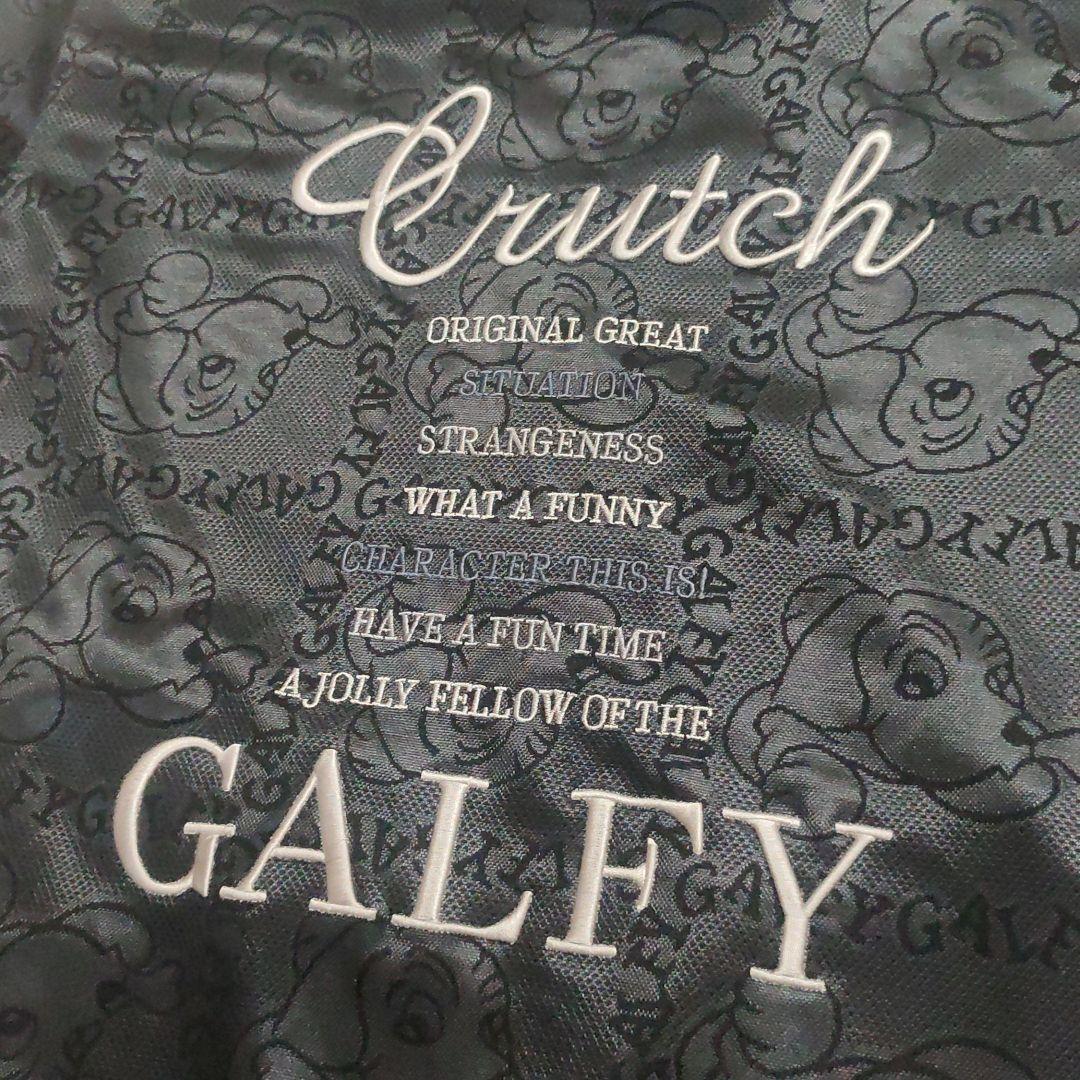 Crutch
ORIGINAL GREAT
SITUATION
STRANGENESS
WHAT A FUNNY
CHARACTER THIS IS!
HAVE A FUN TIME
A JOLLY FELLOW OF THE
GALFY